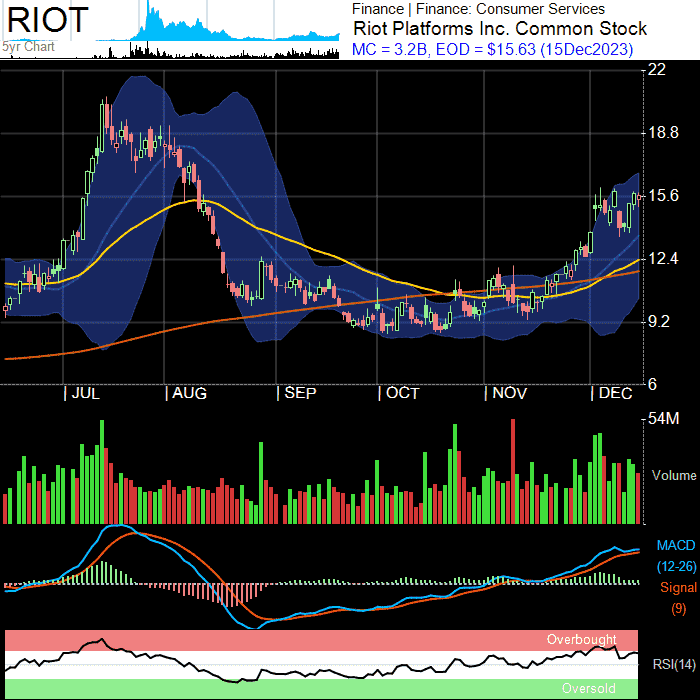 RIOT
5yr Chart
Finance | Finance: Consumer Services
Riot Platforms Inc. Common Stock
MC = 3.2B, EOD = $15.63 (15Dec2023)
22
18.8
15.6
12.4
9.2
6
| JUL | AUG | SEP | OCT | NOV | DEC
54M
Volume
MACD
(12-26)
Signal
(9)
Overbought
RSI(14)
Oversold